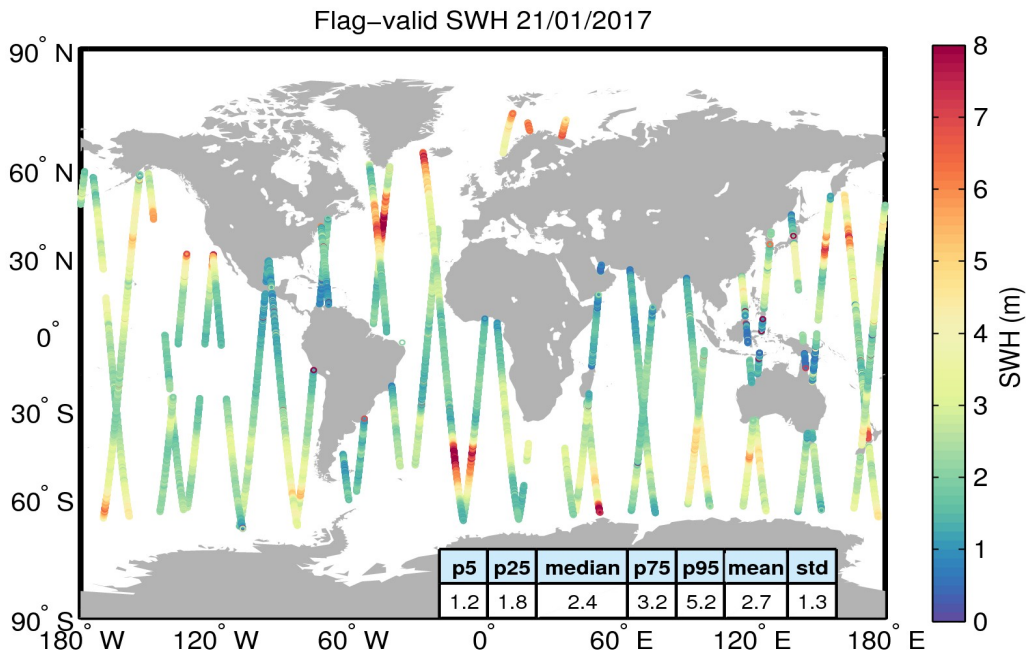 Flag−valid SWH 21/01/2017
90° N
60° N
30° N
0°
30° S
60° S
90° S
180° W
120° W
60° W
0°
60° E
120° E
180° E
p5 p25 median p75 p95 mean std
1.2 1.8 2.4 3.2 5.2 2.7 1.3
8
7
6
5
4
3
2
1
0
SWH (m)